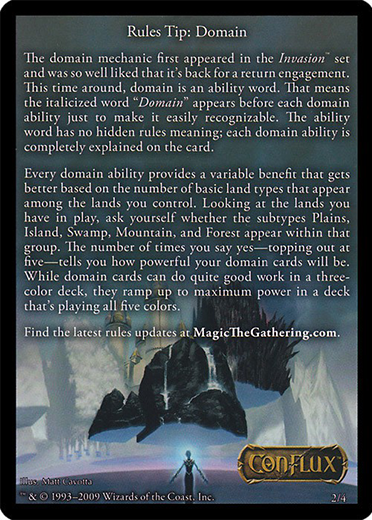 Rules Tip: Domain
The domain mechanic first appeared in the Invasion™ set
and was so well liked that it's back for a return engagement.
This time around, domain is an ability word. That means
the italicized word “Domain” appears before each domain
ability just to make it easily recognizable. The ability
word has no hidden rules meaning; each domain ability is
completely explained on the card.
Every domain ability provides a variable benefit that gets
better based on the number of basic land types that appear
among the lands you control. Looking at the lands you
have in play, ask yourself whether the subtypes Plains,
Island, Swamp, Mountain, and Forest appear within that
group. The number of times you say yes—topping out at
five—tells you how powerful your domain cards will be.
While domain cards can do quite good work in a three-
color deck, they ramp up to maximum power in a deck
that's playing all five colors.
Find the latest rules updates at MagicTheGathering.com.
Illus. Matt Cavotta
CONFLUX
™ & © 1993–2009 Wizards of the Coast, Inc.
2/4